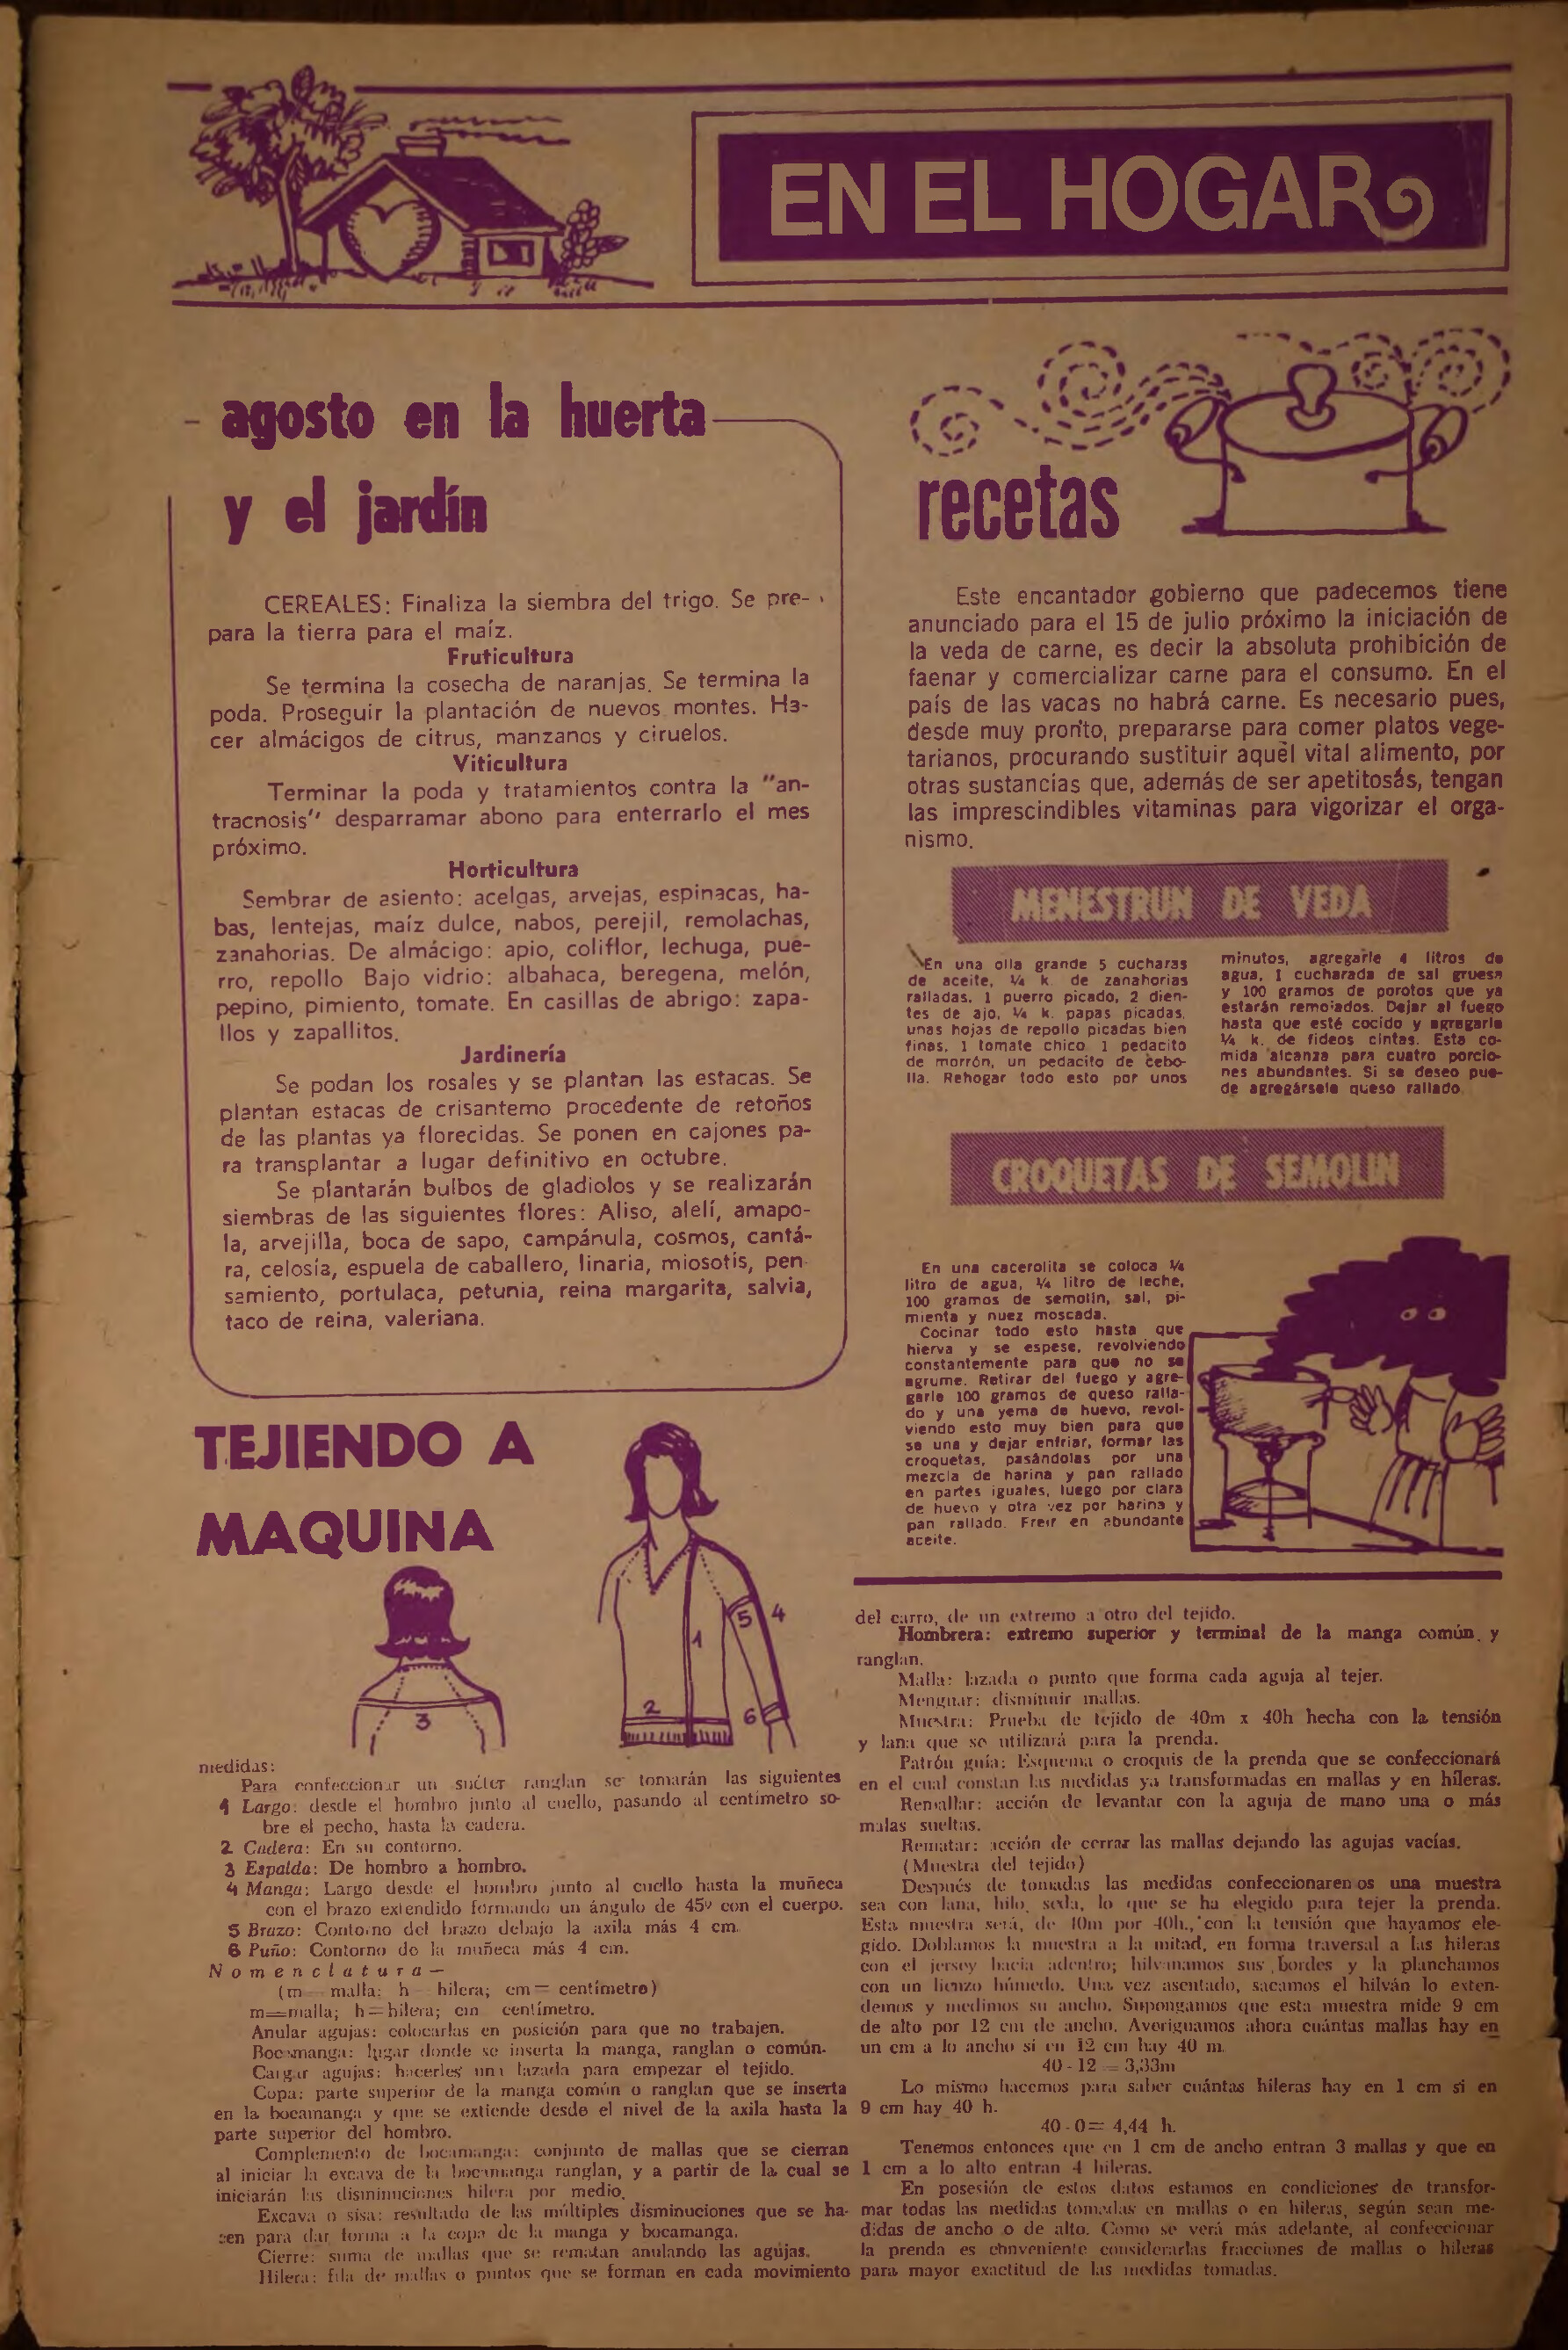 EN EL HOGAR
agosto en la huerta
y el jardín
CEREALES: Finaliza la siembra del trigo. Se pre-
para la tierra para el maíz.
Fruticultura
Se termina la cosecha de naranjas. Se termina la
poda. Proseguir la plantación de nuevos montes. Ha-
cer almácigos de citrus, manzanos y ciruelos.
Viticultura
Terminar la poda y tratamientos contra la "an-
tracnosis" desparramar abono para enterrarlo el mes
próximo.
Horticultura
Sembrar de asiento: acelgas, arvejas, espinacas, ha-
bas, lentejas, maíz dulce, nabos, perejil, remolachas,
zanahorias. De almácigo: apio, coliflor, lechuga, pue-
rro, repollo Bajo vidrio: albahaca, beregena, melón,
pepino, pimiento, tomate. En casillas de abrigo: zapa-
llos y zapallitos.
Jardinería
Se podan los rosales y se plantan las estacas. Se
plantan estacas de crisantemo procedente de retoños
de las plantas ya florecidas. Se ponen en cajones pa-
ra transplantar a lugar definitivo en octubre.
Se plantarán bulbos de gladiolos y se realizarán
siembras de las siguientes flores: Aliso, alelí, amapo-
la, arvejilla, boca de sapo, campánula, cosmos, cantá-
ra, celosía, espuela de caballero, linaria, miosotis, pen-
samiento, portulaca, petunia, reina margarita, salvia,
taco de reina, valeriana.
recetas
Este encantador gobierno que padecemos tiene
anunciado para el 15 de julio próximo la iniciación de
la veda de carne, es decir la absoluta prohibición de
faenar y comercializar carne para el consumo. En el
país de las vacas no habrá carne. Es necesario pues,
desde muy pronto, prepararse para comer platos vege-
tarianos, procurando sustituir aquél vital alimento, por
otras sustancias que, además de ser apetitosás, tengan
las imprescindibles vitaminas para vigorizar el orga-
nismo.
MENESTRUN DE VEDA
En una olla grande 5 cucharas
de aceite, ¼ k. de zanahorias
ralladas, 1 puerro picado, 2 dien-
tes de ajo, ¼ k. papas picadas,
unas hojas de repollo picadas bien
finas, 1 tomate chico 1 pedacito
de morrón, un pedacito de cebo-
lla. Rehogar todo esto por unos
minutos, agregarle 4 litros de
agua, 1 cucharada de sal gruesa
y 100 gramos de porotos que ya
estarán remojados. Dejar al fuego
hasta que esté cocido y agregarle
¼ k. de fideos cintas. Esta co-
mida alcanza para cuatro porcio-
nes abundantes. Si se deseo pue-
de agregársele queso rallado.
CROQUETAS DE SEMOLIN
En una cacerolita se coloca ¼
litro de agua, ¼ litro de leche,
100 gramos de semolín, sal, pi-
mienta y nuez moscada.
Cocinar todo esto hasta que
hierva y se espese, revolviendo
constantemente para que no se
agrume. Retirar del fuego y agre-
garle 100 gramos de queso ralla-
do y una yema de huevo, revol-
viendo esto muy bien para que
se una y dejar enfriar, formar las
croquetas, pasándolas por una
mezcla de harina y pan rallado
en partes iguales, luego por clara
de huevo y otra vez por harina y
pan rallado. Freír en abundante
aceite.
TEJIENDO A
MAQUINA
1
2
3
4
5
6
medidas:
Para confeccionar un suéter ranglan se tomarán las siguientes
1 Largo: desde el hombro junto al cuello, pasando al centímetro so-
bre el pecho, hasta la cadera.
2 Cadera: En su contorno.
3 Espalda: De hombro a hombro.
4 Manga: Largo desde el hombro junto al cuello hasta la muñeca
con el brazo extendido formando un ángulo de 45º con el cuerpo.
5 Brazo: Contorno del brazo debajo la axila más 4 cm.
6 Puño: Contorno de la muñeca más 4 cm.
Nomenclatura—
(m malla; h hilera; cm = centímetro)
m=malla; h=hilera; cm centímetro.
Anular agujas: colocarlas en posición para que no trabajen.
Bocamanga: lugar donde se inserta la manga, ranglan o común.
Cargar agujas: hacerles una lazada para empezar el tejido.
Copa: parte superior de la manga común o ranglan que se inserta
en la bocamanga y que se extiende desde el nivel de la axila hasta la
parte superior del hombro.
Complemento de bocamanga: conjunto de mallas que se cierran
al iniciar la excava de la bocamanga ranglan, y a partir de la cual se
iniciarán las disminuciones hilera por medio.
Excava o sisa: resultado de las múltiples disminuciones que se ha-
cen para dar forma a la copa de la manga y bocamanga.
Cierre: suma de mallas que se rematan anulando las agujas.
Hilera: fila de mallas o puntos que se forman en cada movimiento
del carro, de un extremo a otro del tejido.
Hombrera: extremo superior y terminal de la manga común y
ranglan.
Malla: lazada o punto que forma cada aguja al tejer.
Menguar: disminuir mallas.
Muestra: Prueba de tejido de 40m x 40h hecha con la tensión
y lana que se utilizará para la prenda.
Patrón guía: Esquema o croquis de la prenda que se confeccionará
en el cual constan las medidas ya transformadas en mallas y en hileras.
Remallar: acción de levantar con la aguja de mano una o más
malas sueltas.
Rematar: acción de cerrar las mallas dejando las agujas vacías.
(Muestra del tejido)
Después de tomadas las medidas confeccionaremos una muestra
sea con lana, hilo, seda, lo que se ha elegido para tejer la prenda.
Esta muestra será, de 40m por 40h., con la tensión que hayamos ele-
gido. Doblamos la muestra a la mitad, en forma traversal a las hileras
con el jersey hacia adentro; hilvanamos sus bordes y la planchamos
con un lienzo húmedo. Una vez asentado, sacamos el hilván lo exten-
demos y medimos su ancho. Supongamos que esta muestra mide 9 cm
de alto por 12 cm de ancho. Averiguamos ahora cuántas mallas hay en
un cm a lo ancho si en 12 cm hay 40 m.
40 - 12 = 3,33m
Lo mismo hacemos para saber cuántas hileras hay en 1 cm si en
9 cm hay 40 h.
40 - 0= 4,44 h.
Tenemos entonces que en 1 cm de ancho entran 3 mallas y que en
1 cm a lo alto entran 4 hileras.
En posesión de estos datos estamos en condiciones de transfor-
mar todas las medidas tomadas en mallas o en hileras, según sean me-
didas de ancho o de alto. Como se verá más adelante, al confeccionar
la prenda es conveniente considerarlas fracciones de mallas o hileras
para mayor exactitud de las medidas tomadas.